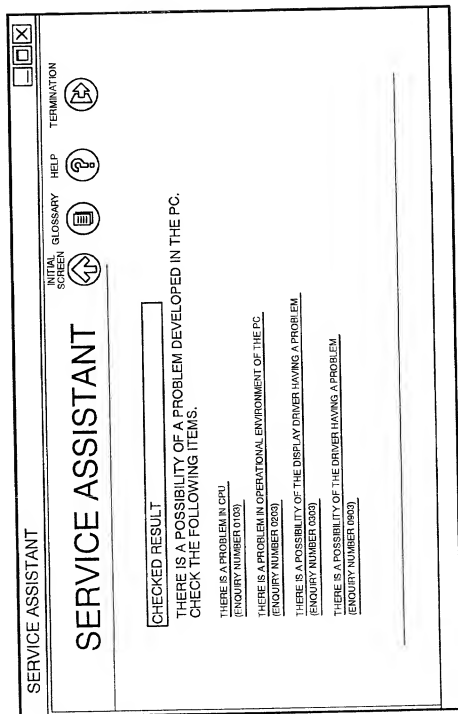 SERVICE ASSISTANT
SERVICE ASSISTANT
INITIAL
SCREEN
GLOSSARY
HELP
TERMINATION
CHECKED RESULT
THERE IS A POSSIBILITY OF A PROBLEM DEVELOPED IN THE PC.
CHECK THE FOLLOWING ITEMS.
THERE IS A PROBLEM IN CPU
(ENQUIRY NUMBER 0103)
THERE IS A PROBLEM IN OPERATIONAL ENVIRONMENT OF THE PC
(ENQUIRY NUMBER 0203)
THERE IS A POSSIBILITY OF THE DISPLAY DRIVER HAVING A PROBLEM
(ENQUIRY NUMBER 0303)
THERE IS A POSSIBILITY OF THE DRIVER HAVING A PROBLEM
(ENQUIRY NUMBER 0903)